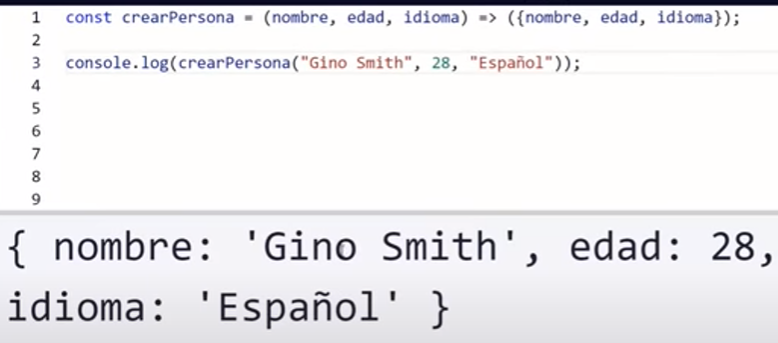 1 const crearPersona = (nombre, edad, idioma) => ({nombre, edad, idioma});
2
3 console.log(crearPersona("Gino Smith", 28, "Español"));
4
5
6
7
8
9
{ nombre: 'Gino Smith', edad: 28,
idioma: 'Español' }